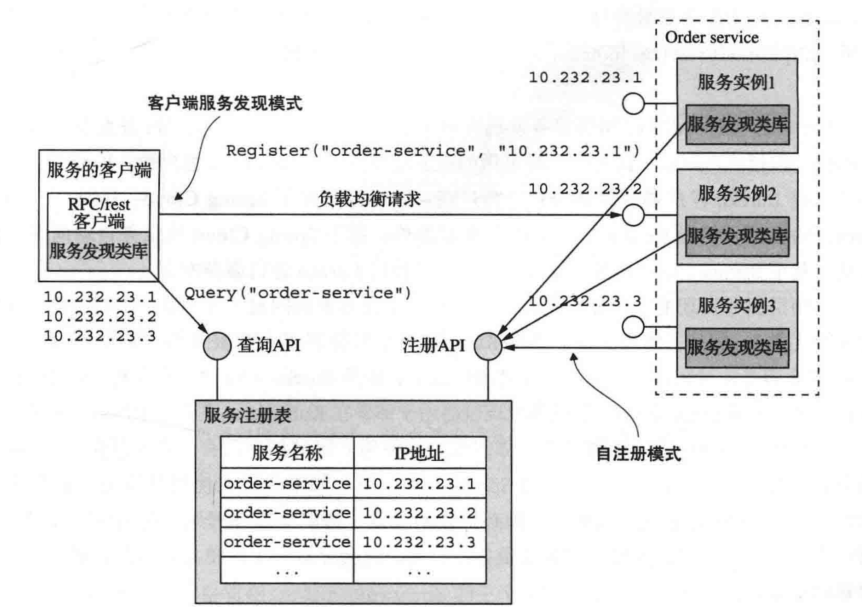 Order service
10.232.23.1
服务实例1
服务发现类库
客户端服务发现模式
Register("order-service", "10.232.23.1")
服务的客户端
RPC/rest
客户端
服务发现类库
负载均衡请求
10.232.23.2
服务实例2
服务发现类库
10.232.23.1
10.232.23.2
10.232.23.3
Query("order-service")
10.232.23.3
服务实例3
服务发现类库
查询API
注册API
服务注册表
服务名称 IP地址
order-service 10.232.23.1
order-service 10.232.23.2
order-service 10.232.23.3
... ...
自注册模式